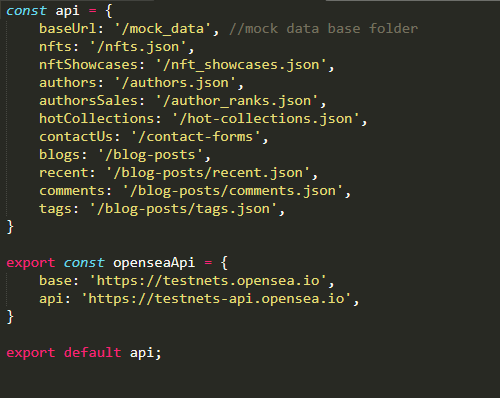 const api = {
    baseUrl: '/mock_data', //mock data base folder
    nfts: '/nfts.json',
    nftShowcases: '/nft_showcases.json',
    authors: '/authors.json',
    authorsSales: '/author_ranks.json',
    hotCollections: '/hot-collections.json',
    contactUs: '/contact-forms',
    blogs: '/blog-posts',
    recent: '/blog-posts/recent.json',
    comments: '/blog-posts/comments.json',
    tags: '/blog-posts/tags.json',
}

export const openseaApi = {
    base: 'https://testnets.opensea.io',
    api: 'https://testnets-api.opensea.io',
}

export default api;